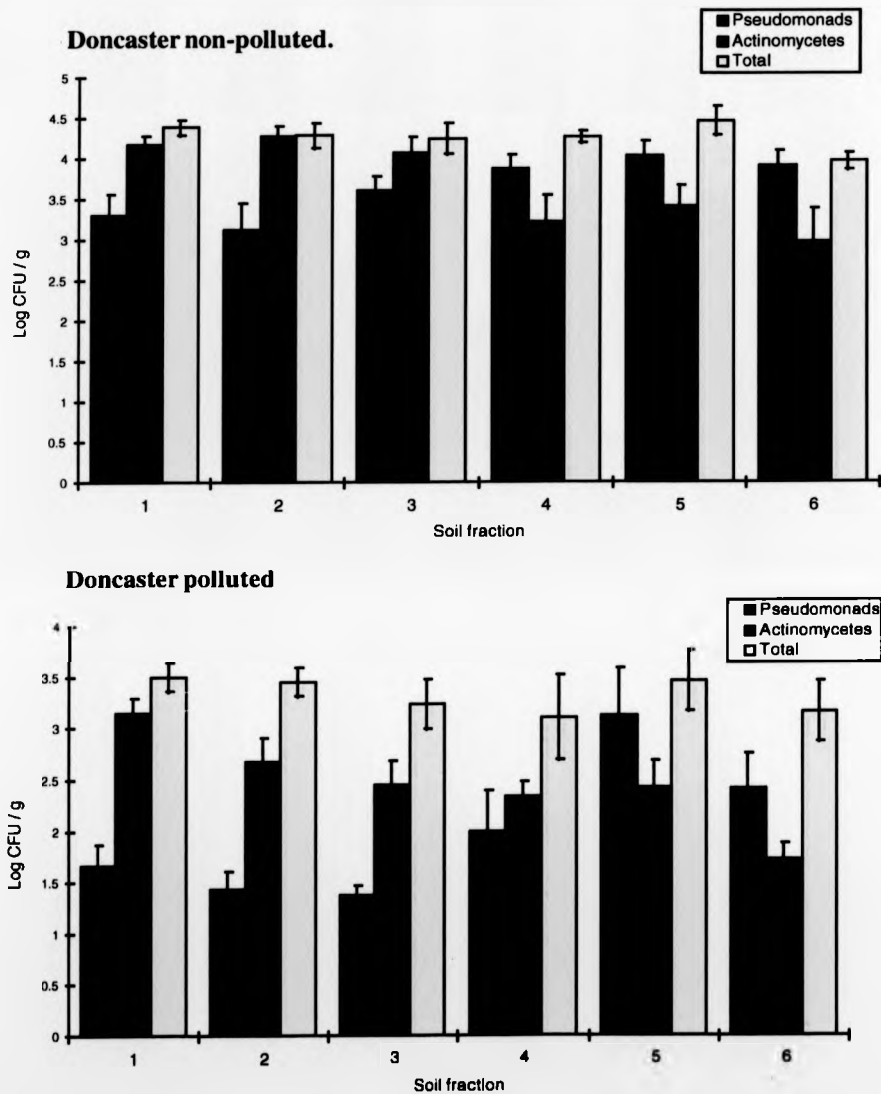 Doncaster non-polluted.
Pseudomonads
Actinomycetes
Total
5
4.5
4
3.5
3
2.5
2
1.5
1
0.5
0
Log CFU / g
1 2 3 4 5 6
Soil fraction
Doncaster polluted
Pseudomonads
Actinomycetes
Total
4
3.5
3
2.5
2
1.5
1
0.5
0
Log CFU / g
1 2 3 4 5 6
Soil fraction